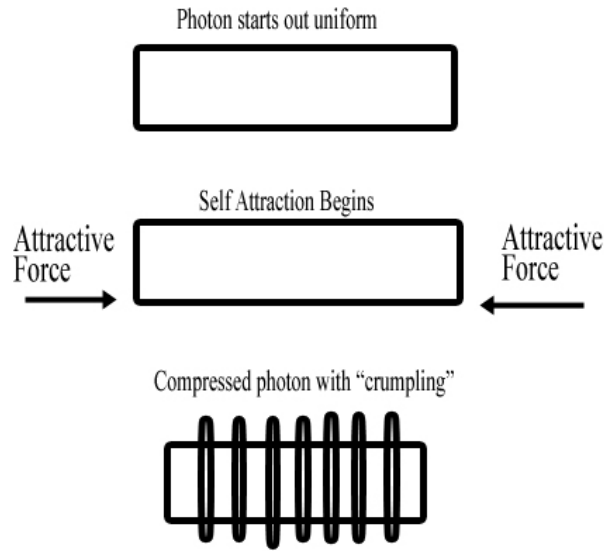 Photon starts out uniform
Self Attraction Begins
Attractive
Force
Attractive
Force
Compressed photon with “crumpling”